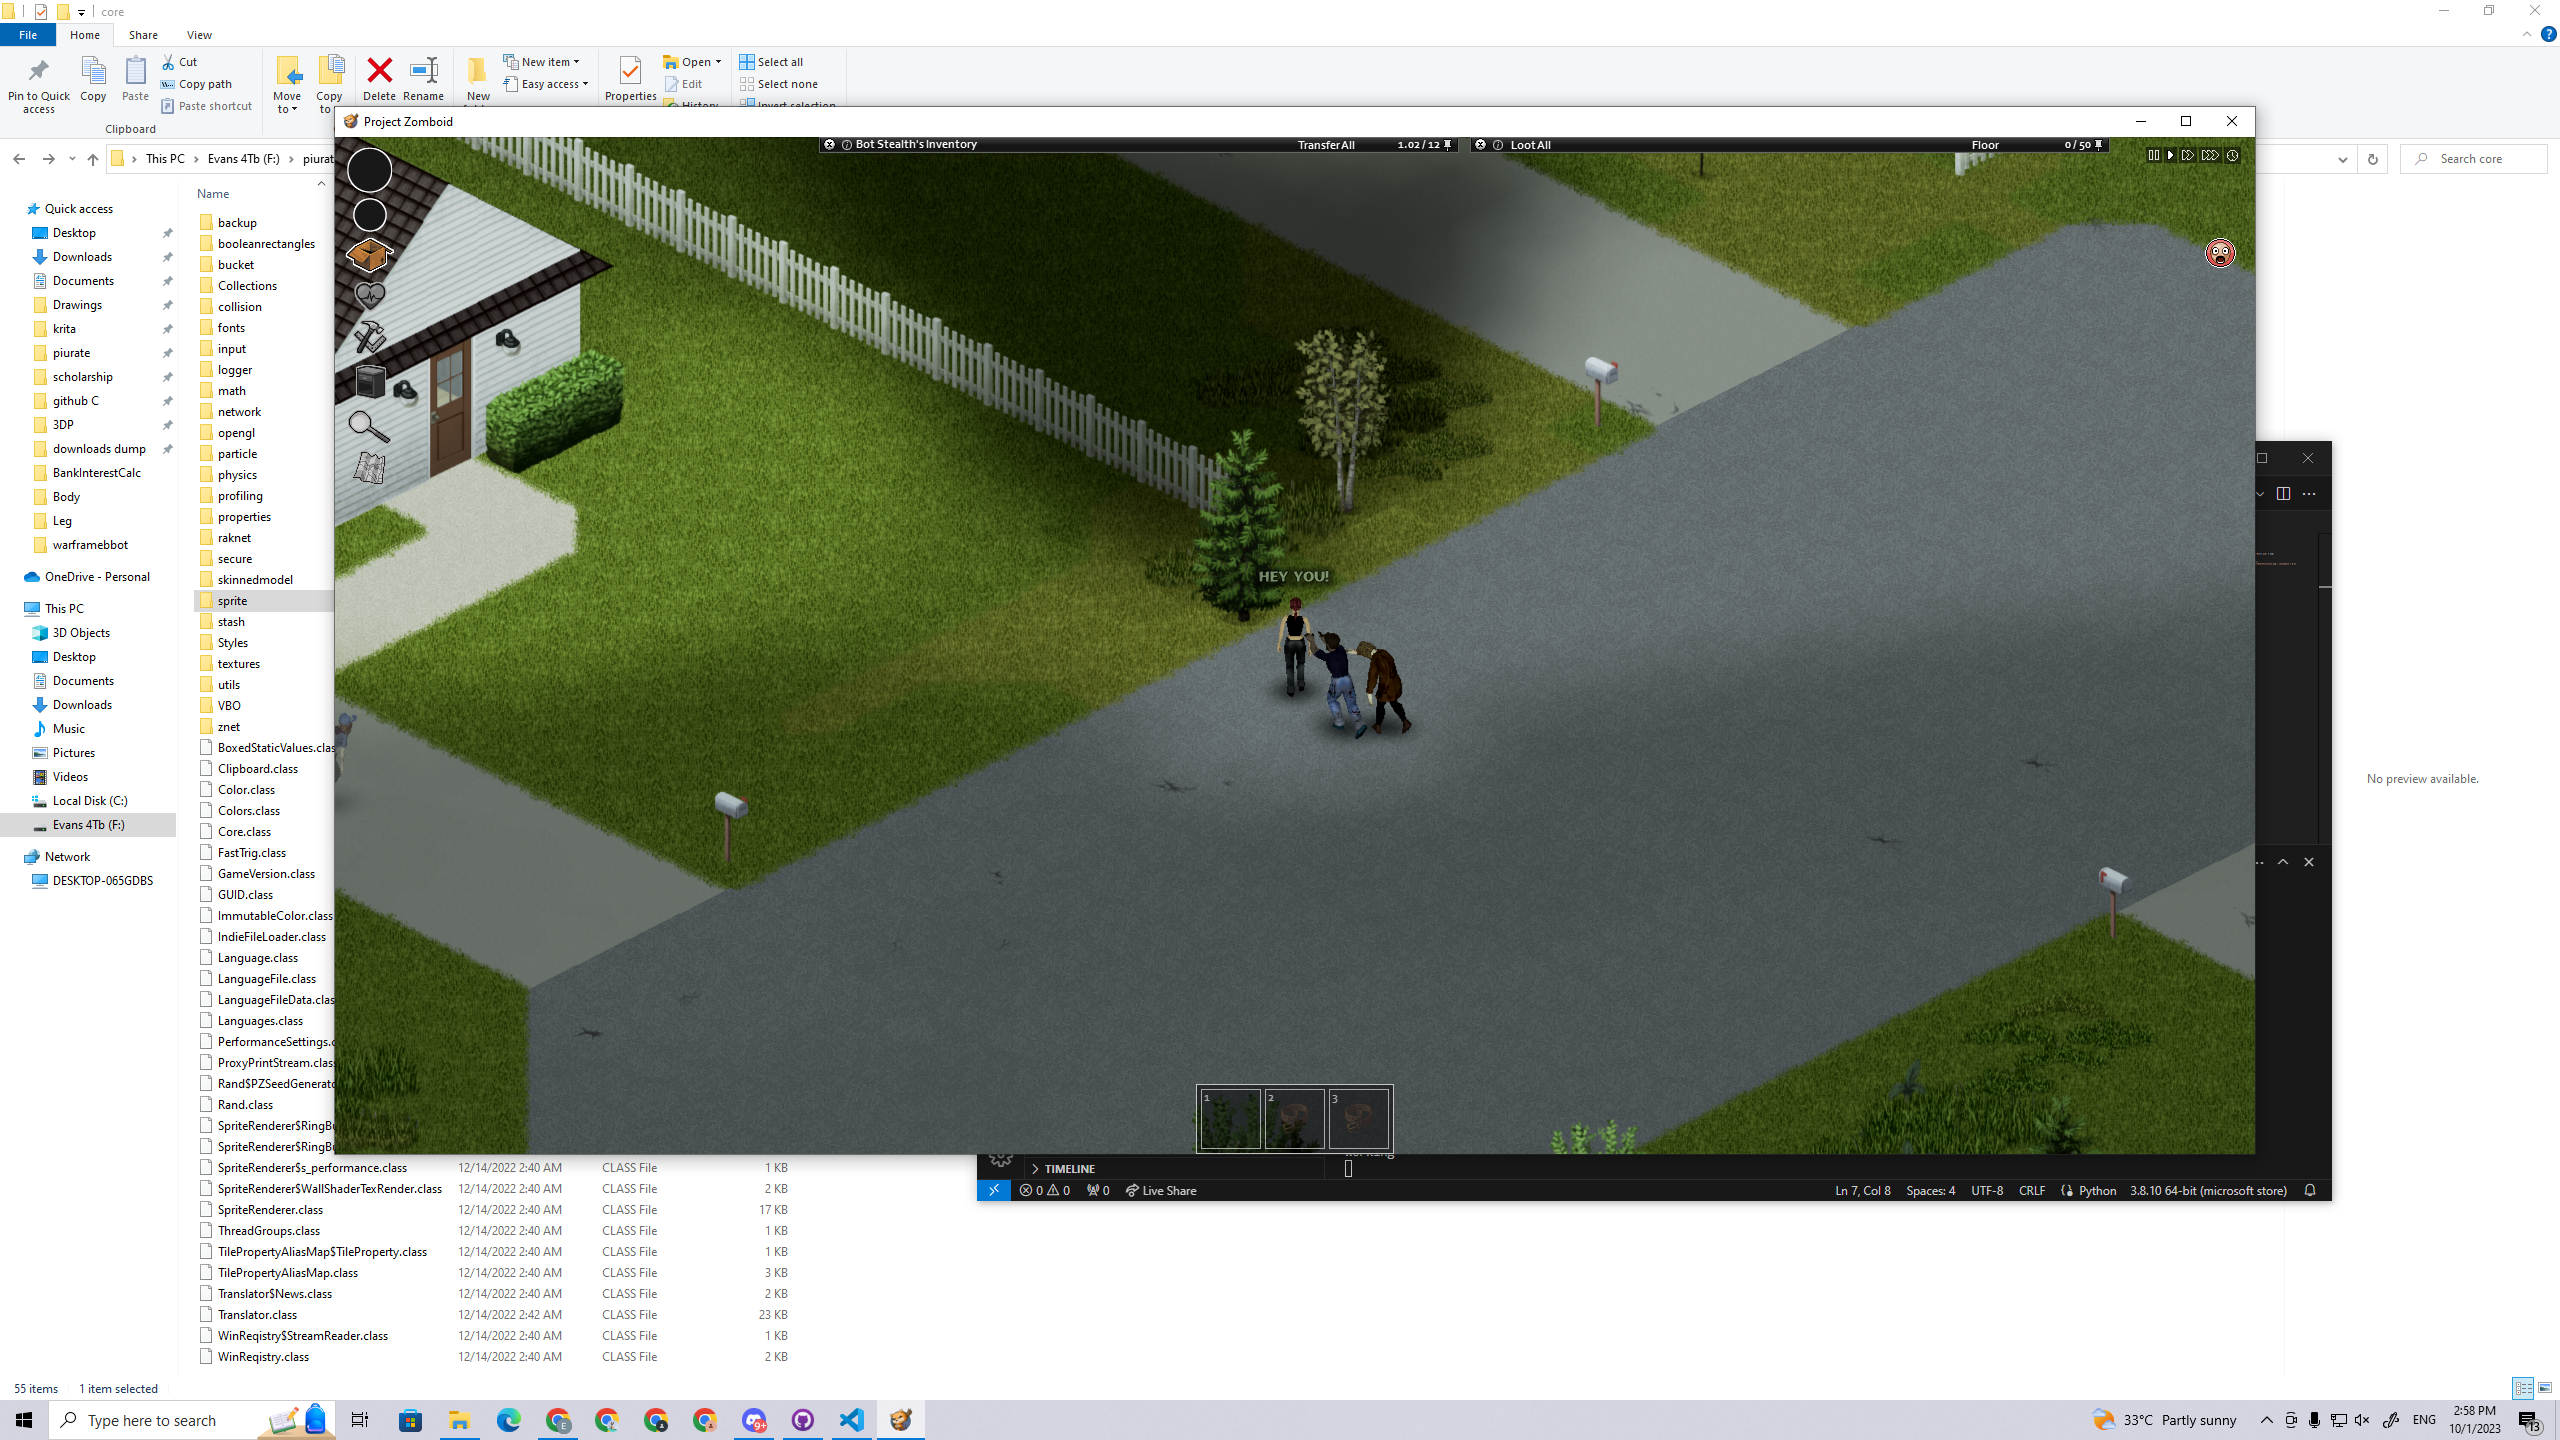 core
File
Home
Share
View
Pin to Quick access
Copy
Paste
Cut
Copy path
Paste shortcut
Clipboard
Move to
Copy to
Delete
Rename
New
New item
Easy access
Properties
Open
Edit
History
Select all
Select none
Invert selection
This PC
Evans 4Tb (F:)
Search core
Project Zomboid
Bot Stealth's Inventory
Transfer All
1.02 / 12
Loot All
Floor
0 / 50
HEY YOU!
1
2
3
Quick access
Desktop
Downloads
Documents
Drawings
krita
piurate
scholarship
github C
3DP
downloads dump
BankInterestCalc
Body
Leg
warframebbot
OneDrive - Personal
This PC
3D Objects
Desktop
Documents
Downloads
Music
Pictures
Videos
Local Disk (C:)
Evans 4Tb (F:)
Network
DESKTOP-065GDBS
Name
backup
booleanrectangles
bucket
Collections
collision
fonts
input
logger
math
network
opengl
particle
physics
profiling
properties
raknet
secure
skinnedmodel
sprite
stash
Styles
textures
utils
VBO
znet
BoxedStaticValues.clas
Clipboard.class
Color.class
Colors.class
Core.class
FastTrig.class
GameVersion.class
GUID.class
ImmutableColor.class
IndieFileLoader.class
Language.class
LanguageFile.class
LanguageFileData.clas
Languages.class
PerformanceSettings.c
ProxyPrintStream.class
Rand$PZSeedGenerato
Rand.class
SpriteRenderer$RingBu
SpriteRenderer$RingBu
SpriteRenderer$s_performance.class 12/14/2022 2:40 AM CLASS File 1 KB
SpriteRenderer$WallShaderTexRender.class 12/14/2022 2:40 AM CLASS File 2 KB
SpriteRenderer.class 12/14/2022 2:40 AM CLASS File 17 KB
ThreadGroups.class 12/14/2022 2:40 AM CLASS File 1 KB
TilePropertyAliasMap$TileProperty.class 12/14/2022 2:40 AM CLASS File 1 KB
TilePropertyAliasMap.class 12/14/2022 2:40 AM CLASS File 3 KB
Translator$News.class 12/14/2022 2:40 AM CLASS File 2 KB
Translator.class 12/14/2022 2:42 AM CLASS File 23 KB
WinReqistry$StreamReader.class 12/14/2022 2:40 AM CLASS File 1 KB
WinReqistry.class 12/14/2022 2:40 AM CLASS File 2 KB
No preview available.
TIMELINE
0 0
0
Live Share
Ln 7, Col 8
Spaces: 4
UTF-8
CRLF
Python
3.8.10 64-bit (microsoft store)
55 items
1 item selected
Type here to search
E
9+
33°C Partly sunny
ENG
2:58 PM
10/1/2023
13